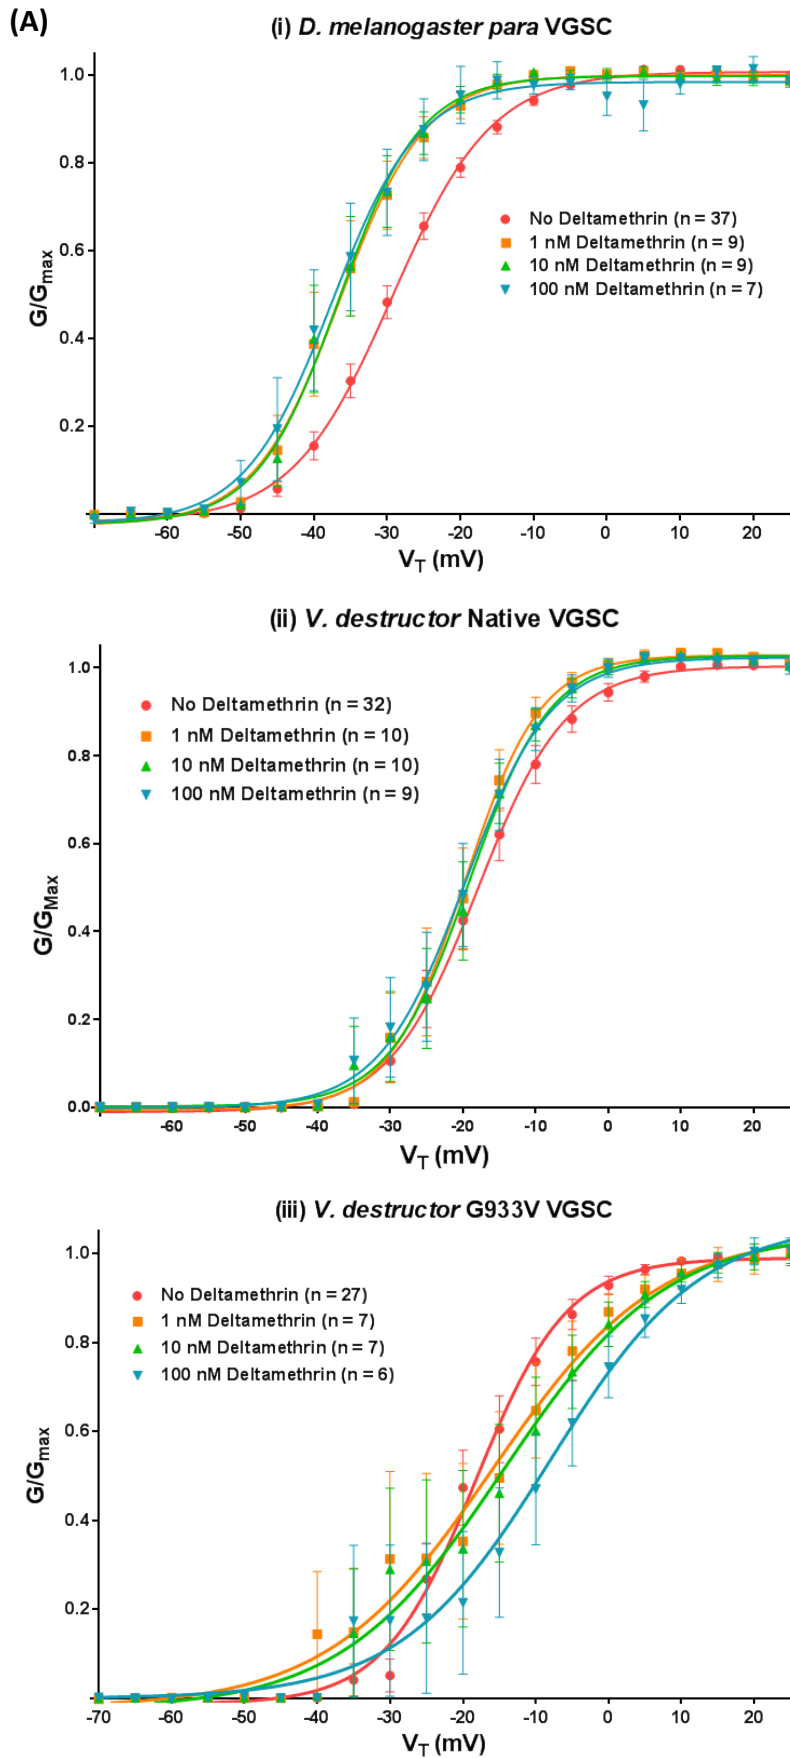 (A)
(i) D. melanogaster para VGSC
1.0
0.8
0.6
0.4
0.2
G/Gmax
No Deltamethrin (n = 37)
1 nM Deltamethrin (n = 9)
10 nM Deltamethrin (n = 9)
100 nM Deltamethrin (n = 7)
-60 -50 -40 -30 -20 -10 0 10 20
VT (mV)
(ii) V. destructor Native VGSC
1.0
0.8
0.6
0.4
0.2
0.0
G/GMax
No Deltamethrin (n = 32)
1 nM Deltamethrin (n = 10)
10 nM Deltamethrin (n = 10)
100 nM Deltamethrin (n = 9)
-60 -50 -40 -30 -20 -10 0 10 20
VT (mV)
(iii) V. destructor G933V VGSC
1.0
0.8
0.6
0.4
0.2
G/Gmax
No Deltamethrin (n = 27)
1 nM Deltamethrin (n = 7)
10 nM Deltamethrin (n = 7)
100 nM Deltamethrin (n = 6)
-70 -60 -50 -40 -30 -20 -10 0 10 20
VT (mV)